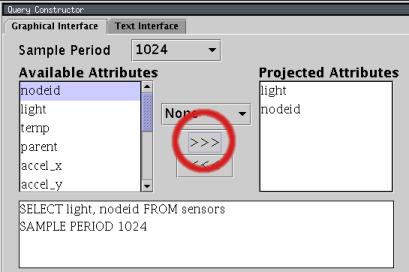 Query Constructor
Graphical Interface Text Interface
Sample Period 1024
Available Attributes Projected Attributes
nodeid light
light None nodeid
temp
parent >>>
accel_x <<<
accel_y
SELECT light, nodeid FROM sensors
SAMPLE PERIOD 1024